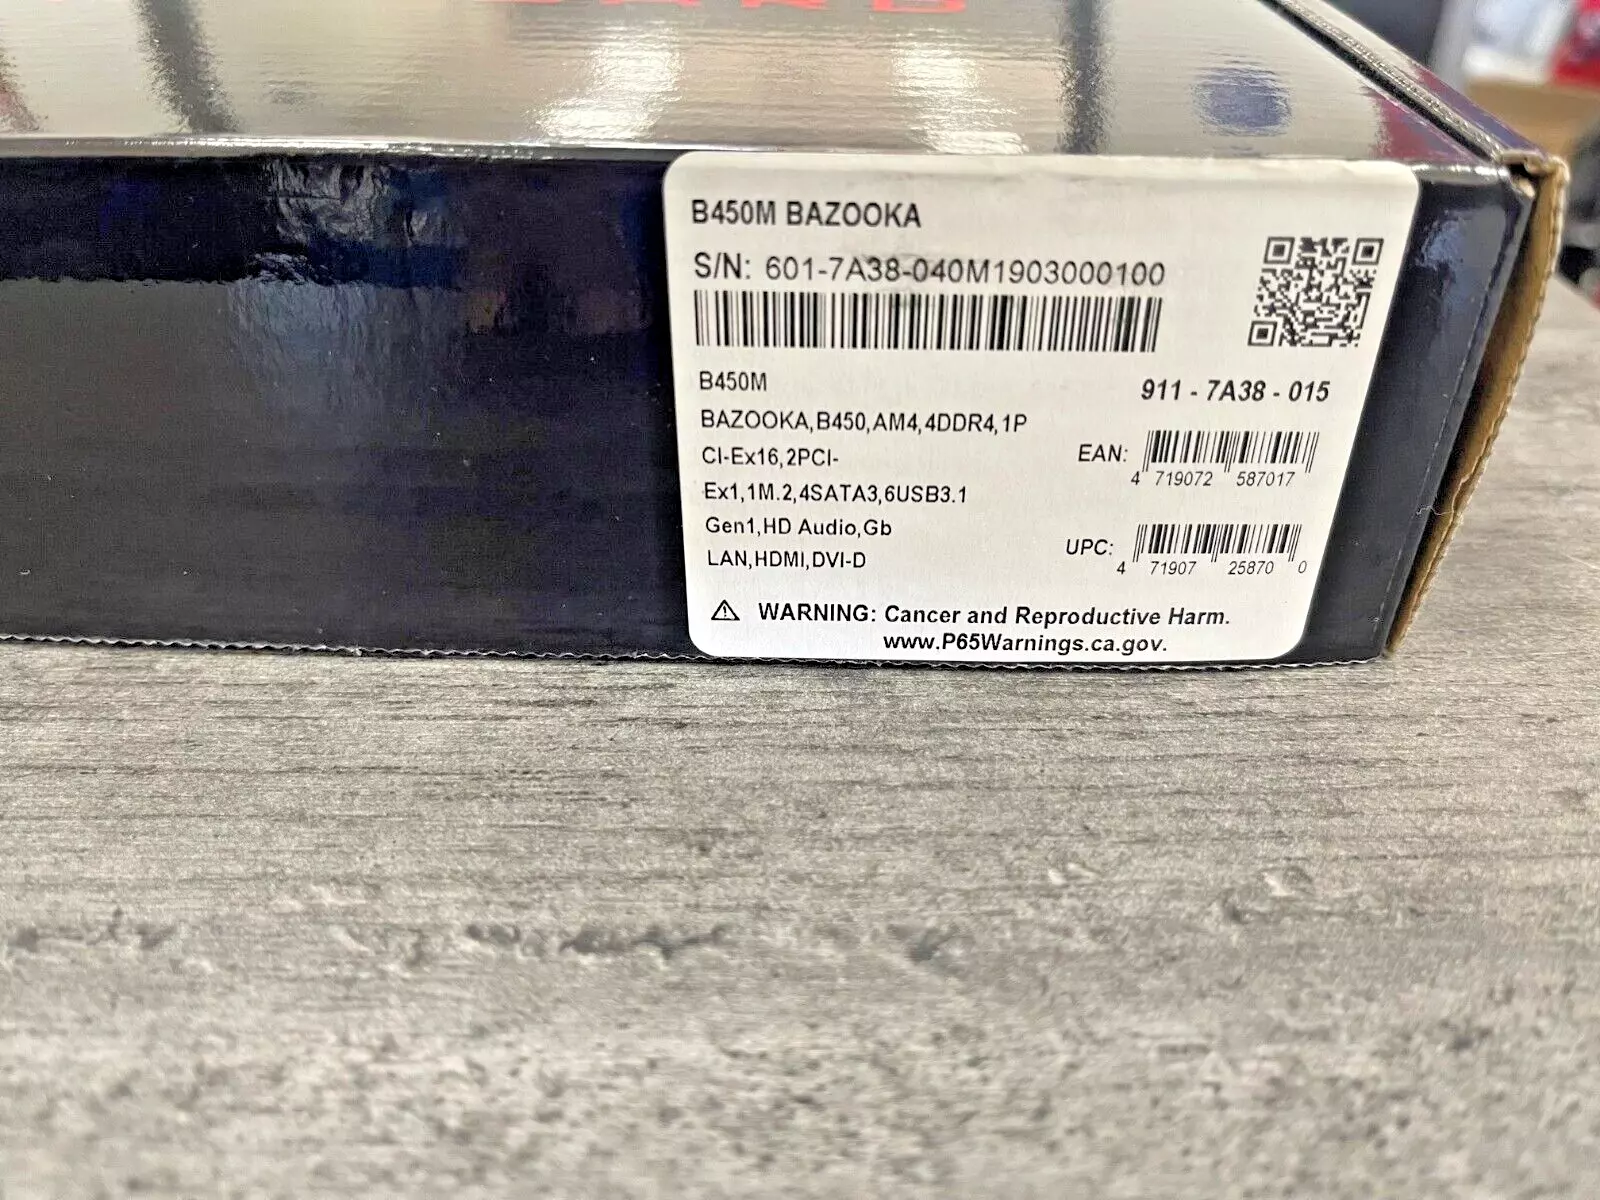 B450M BAZOOKA
S/N: 601-7A38-040M1903000100
B450M
911 - 7A38 - 015
BAZOOKA,B450,AM4,4DDR4,1P
CI-Ex16,2PCI-
Ex1,1M.2,4SATA3,6USB3.1
Gen1,HD Audio,Gb
LAN,HDMI,DVI-D
EAN:
4 719072 587017
UPC:
4 71907 25870 0
WARNING: Cancer and Reproductive Harm.
www.P65Warnings.ca.gov.